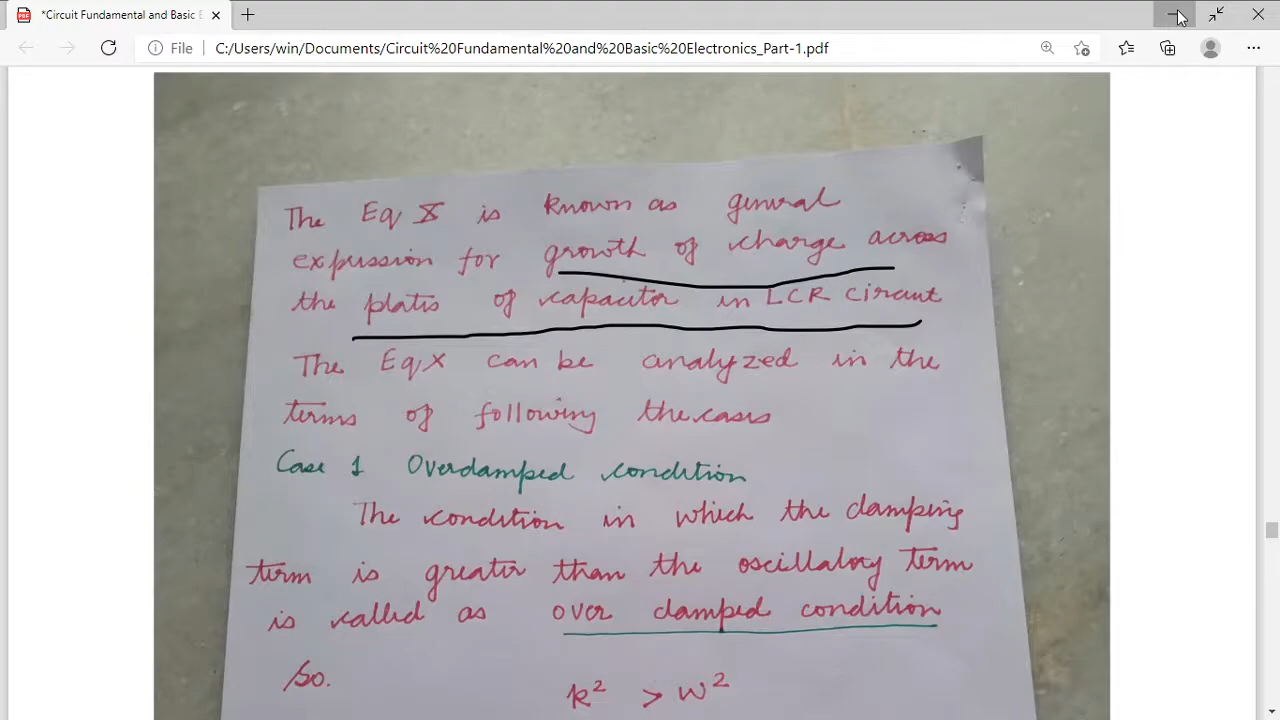 *Circuit Fundamental and Basic E
File C:/Users/win/Documents/Circuit%20Fundamental%20and%20Basic%20Electronics_Part-1.pdf
The Eq X is known as general
expression for growth of charge across
the plates of capacitor in LCR circuit
The Eq X can be analyzed in the
terms of following the cases
Case 1 Overdamped condition
The condition in which the damping
term is greater than the oscillatory term
is called as over damped condition
So.
k² > w²